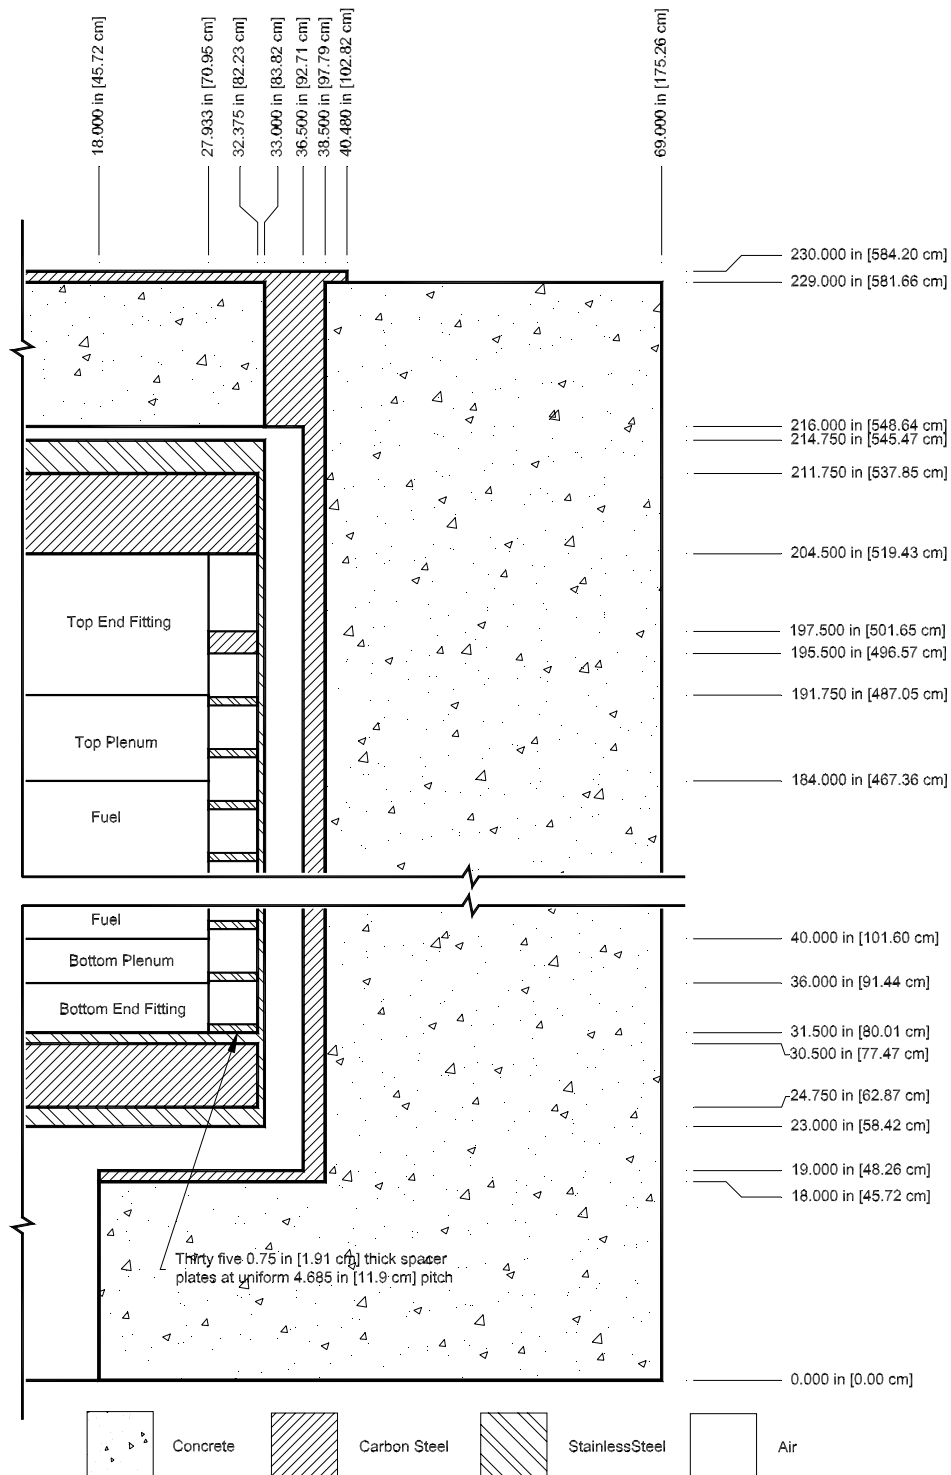 18.000 in [45.72 cm]
27.933 in [70.95 cm]
32.375 in [82.23 cm]
33.000 in [83.82 cm]
36.500 in [92.71 cm]
38.500 in [97.79 cm]
40.480 in [102.82 cm]
69.000 in [175.26 cm]
230.000 in [584.20 cm]
229.000 in [581.66 cm]
216.000 in [548.64 cm]
214.750 in [545.47 cm]
211.750 in [537.85 cm]
204.500 in [519.43 cm]
Top End Fitting
197.500 in [501.65 cm]
195.500 in [496.57 cm]
191.750 in [487.05 cm]
Top Plenum
184.000 in [467.36 cm]
Fuel
Fuel
40.000 in [101.60 cm]
Bottom Plenum
36.000 in [91.44 cm]
Bottom End Fitting
31.500 in [80.01 cm]
30.500 in [77.47 cm]
24.750 in [62.87 cm]
23.000 in [58.42 cm]
19.000 in [48.26 cm]
18.000 in [45.72 cm]
Thirty five 0.75 in [1.91 cm] thick spacer
plates at uniform 4.685 in [11.9 cm] pitch
0.000 in [0.00 cm]
Concrete
Carbon Steel
StainlessSteel
Air